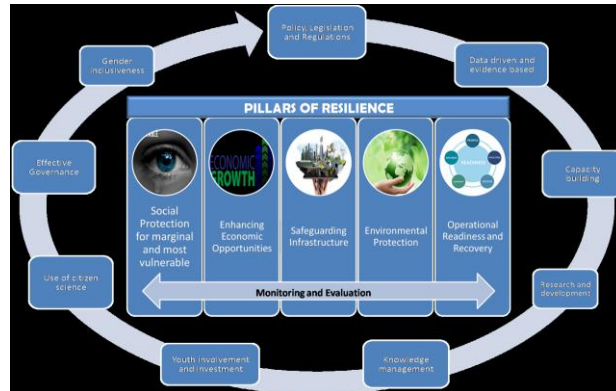 Policy, Legislation
and Regulations
Gender
inclusiveness
Data driven and
evidence based
PILLARS OF RESILIENCE
Effective
Governance
Capacity
building
ECONOMIC
GROWTH
READINESS
Social
Protection
for marginal
and most
vulnerable
Enhancing
Economic
Opportunities
Safeguarding
Infrastructure
Environmental
Protection
Operational
Readiness and
Recovery
Use of citizen
science
Research and
development
Monitoring and Evaluation
Youth involvement
and investment
Knowledge
management